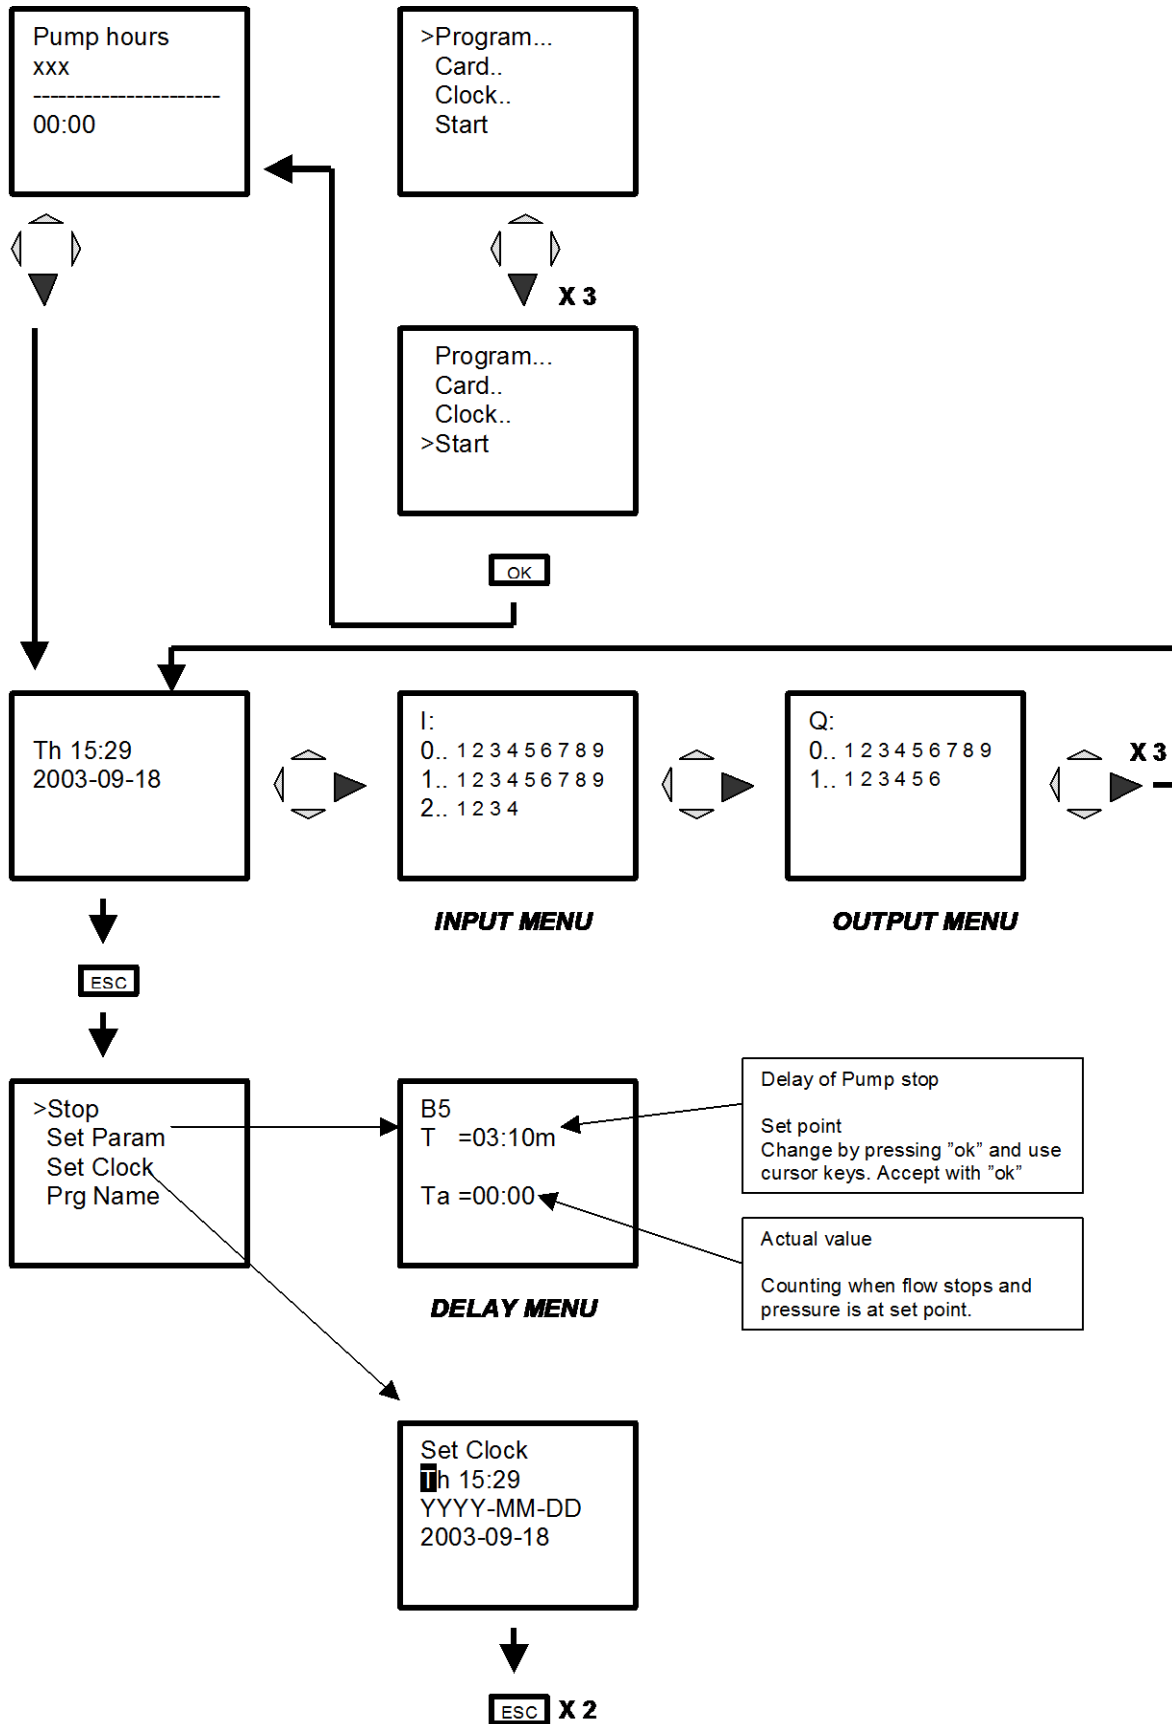 Pump hours
xxx
----------------------
00:00
>Program...
Card..
Clock..
Start
X 3
Program...
Card..
Clock..
>Start
OK
Th 15:29
2003-09-18
I:
0.. 1 2 3 4 5 6 7 8 9
1.. 1 2 3 4 5 6 7 8 9
2.. 1 2 3 4
Q:
0.. 1 2 3 4 5 6 7 8 9
1.. 1 2 3 4 5 6
X 3
INPUT MENU
OUTPUT MENU
ESC
>Stop
Set Param
Set Clock
Prg Name
B5
T =03:10m
Ta =00:00
DELAY MENU
Delay of Pump stop
Set point
Change by pressing "ok" and use
cursor keys. Accept with "ok"
Actual value
Counting when flow stops and
pressure is at set point.
Set Clock
Th 15:29
YYYY-MM-DD
2003-09-18
ESC X 2